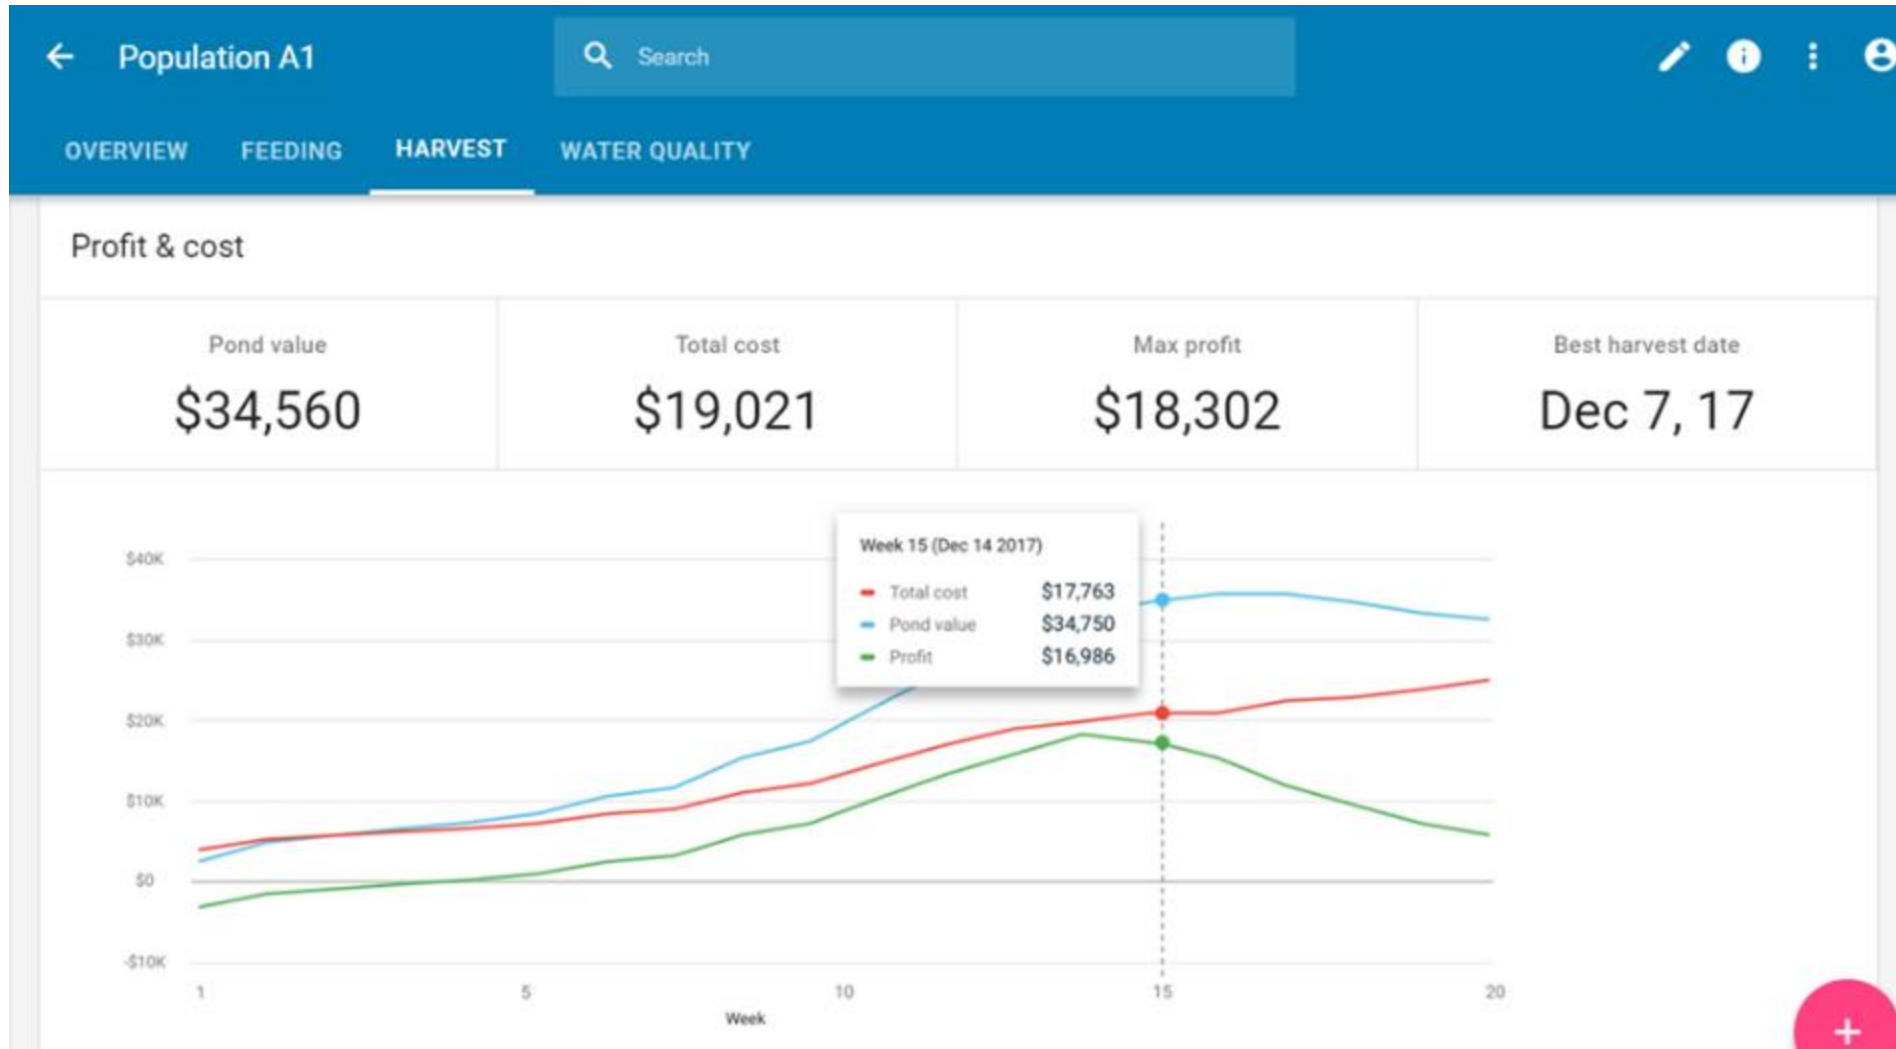 Population A1
Search
OVERVIEW FEEDING HARVEST WATER QUALITY
Profit & cost
Pond value
$34,560
Total cost
$19,021
Max profit
$18,302
Best harvest date
Dec 7, 17
Week 15 (Dec 14 2017)
Total cost $17,763
Pond value $34,750
Profit $16,986
$40K
$30K
$20K
$10K
$0
-$10K
1 5 10 15 20
Week